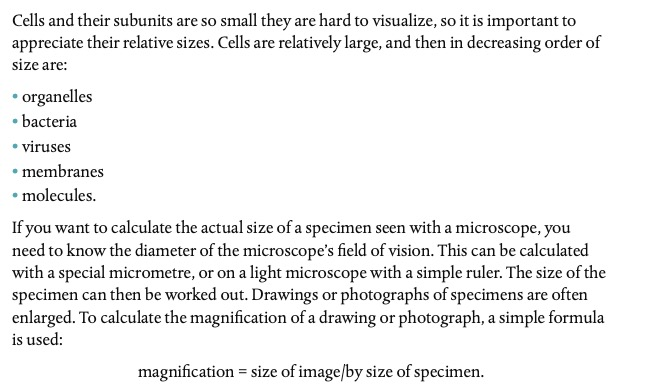 Cells and their subunits are so small they are hard to visualize, so it is important to
appreciate their relative sizes. Cells are relatively large, and then in decreasing order of
size are:
• organelles
• bacteria
• viruses
• membranes
• molecules.
If you want to calculate the actual size of a specimen seen with a microscope, you
need to know the diameter of the microscope's field of vision. This can be calculated
with a special micrometre, or on a light microscope with a simple ruler. The size of the
specimen can then be worked out. Drawings or photographs of specimens are often
enlarged. To calculate the magnification of a drawing or photograph, a simple formula
is used:
magnification = size of image/by size of specimen.